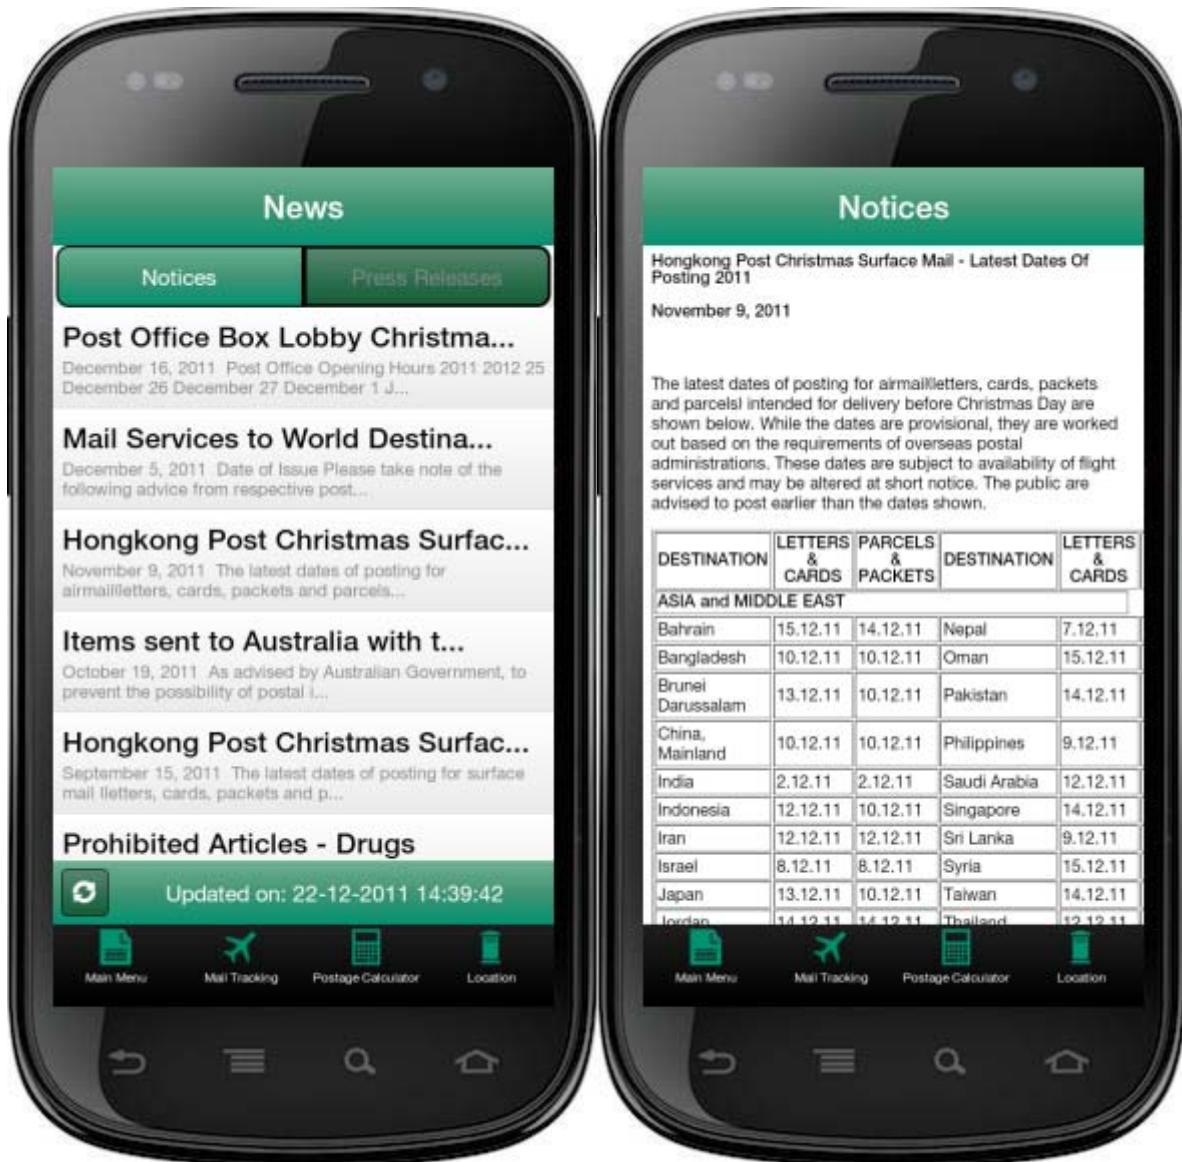 News
Notices
Press Releases
Post Office Box Lobby Christma...
December 16, 2011 Post Office Opening Hours 2011 2012 25
December 26 December 27 December 1 J...
Mail Services to World Destina...
December 5, 2011 Date of Issue Please take note of the
following advice from respective post...
Hongkong Post Christmas Surfac...
November 9, 2011 The latest dates of posting for
airmaillletters, cards, packets and parcels...
Items sent to Australia with t...
October 19, 2011 As advised by Australian Government, to
prevent the possibility of postal i...
Hongkong Post Christmas Surfac...
September 15, 2011 The latest dates of posting for surface
mail lletters, cards, packets and p...
Prohibited Articles - Drugs
Updated on: 22-12-2011 14:39:42
Main Menu Mail Tracking Postage Calculator Location
Notices
Hongkong Post Christmas Surface Mail - Latest Dates Of
Posting 2011
November 9, 2011
The latest dates of posting for airmaillletters, cards, packets
and parcelsl intended for delivery before Christmas Day are
shown below. While the dates are provisional, they are worked
out based on the requirements of overseas postal
administrations. These dates are subject to availability of flight
services and may be altered at short notice. The public are
advised to post earlier than the dates shown.
DESTINATION LETTERS & CARDS PARCELS & PACKETS DESTINATION LETTERS & CARDS
ASIA and MIDDLE EAST
Bahrain 15.12.11 14.12.11 Nepal 7.12.11
Bangladesh 10.12.11 10.12.11 Oman 15.12.11
Brunei Darussalam 13.12.11 10.12.11 Pakistan 14.12.11
China, Mainland 10.12.11 10.12.11 Philippines 9.12.11
India 2.12.11 2.12.11 Saudi Arabia 12.12.11
Indonesia 12.12.11 10.12.11 Singapore 14.12.11
Iran 12.12.11 12.12.11 Sri Lanka 9.12.11
Israel 8.12.11 8.12.11 Syria 15.12.11
Japan 13.12.11 10.12.11 Taiwan 14.12.11
Jordan 14.12.11 14.12.11 Thailand 12.12.11
Main Menu Mail Tracking Postage Calculator Location